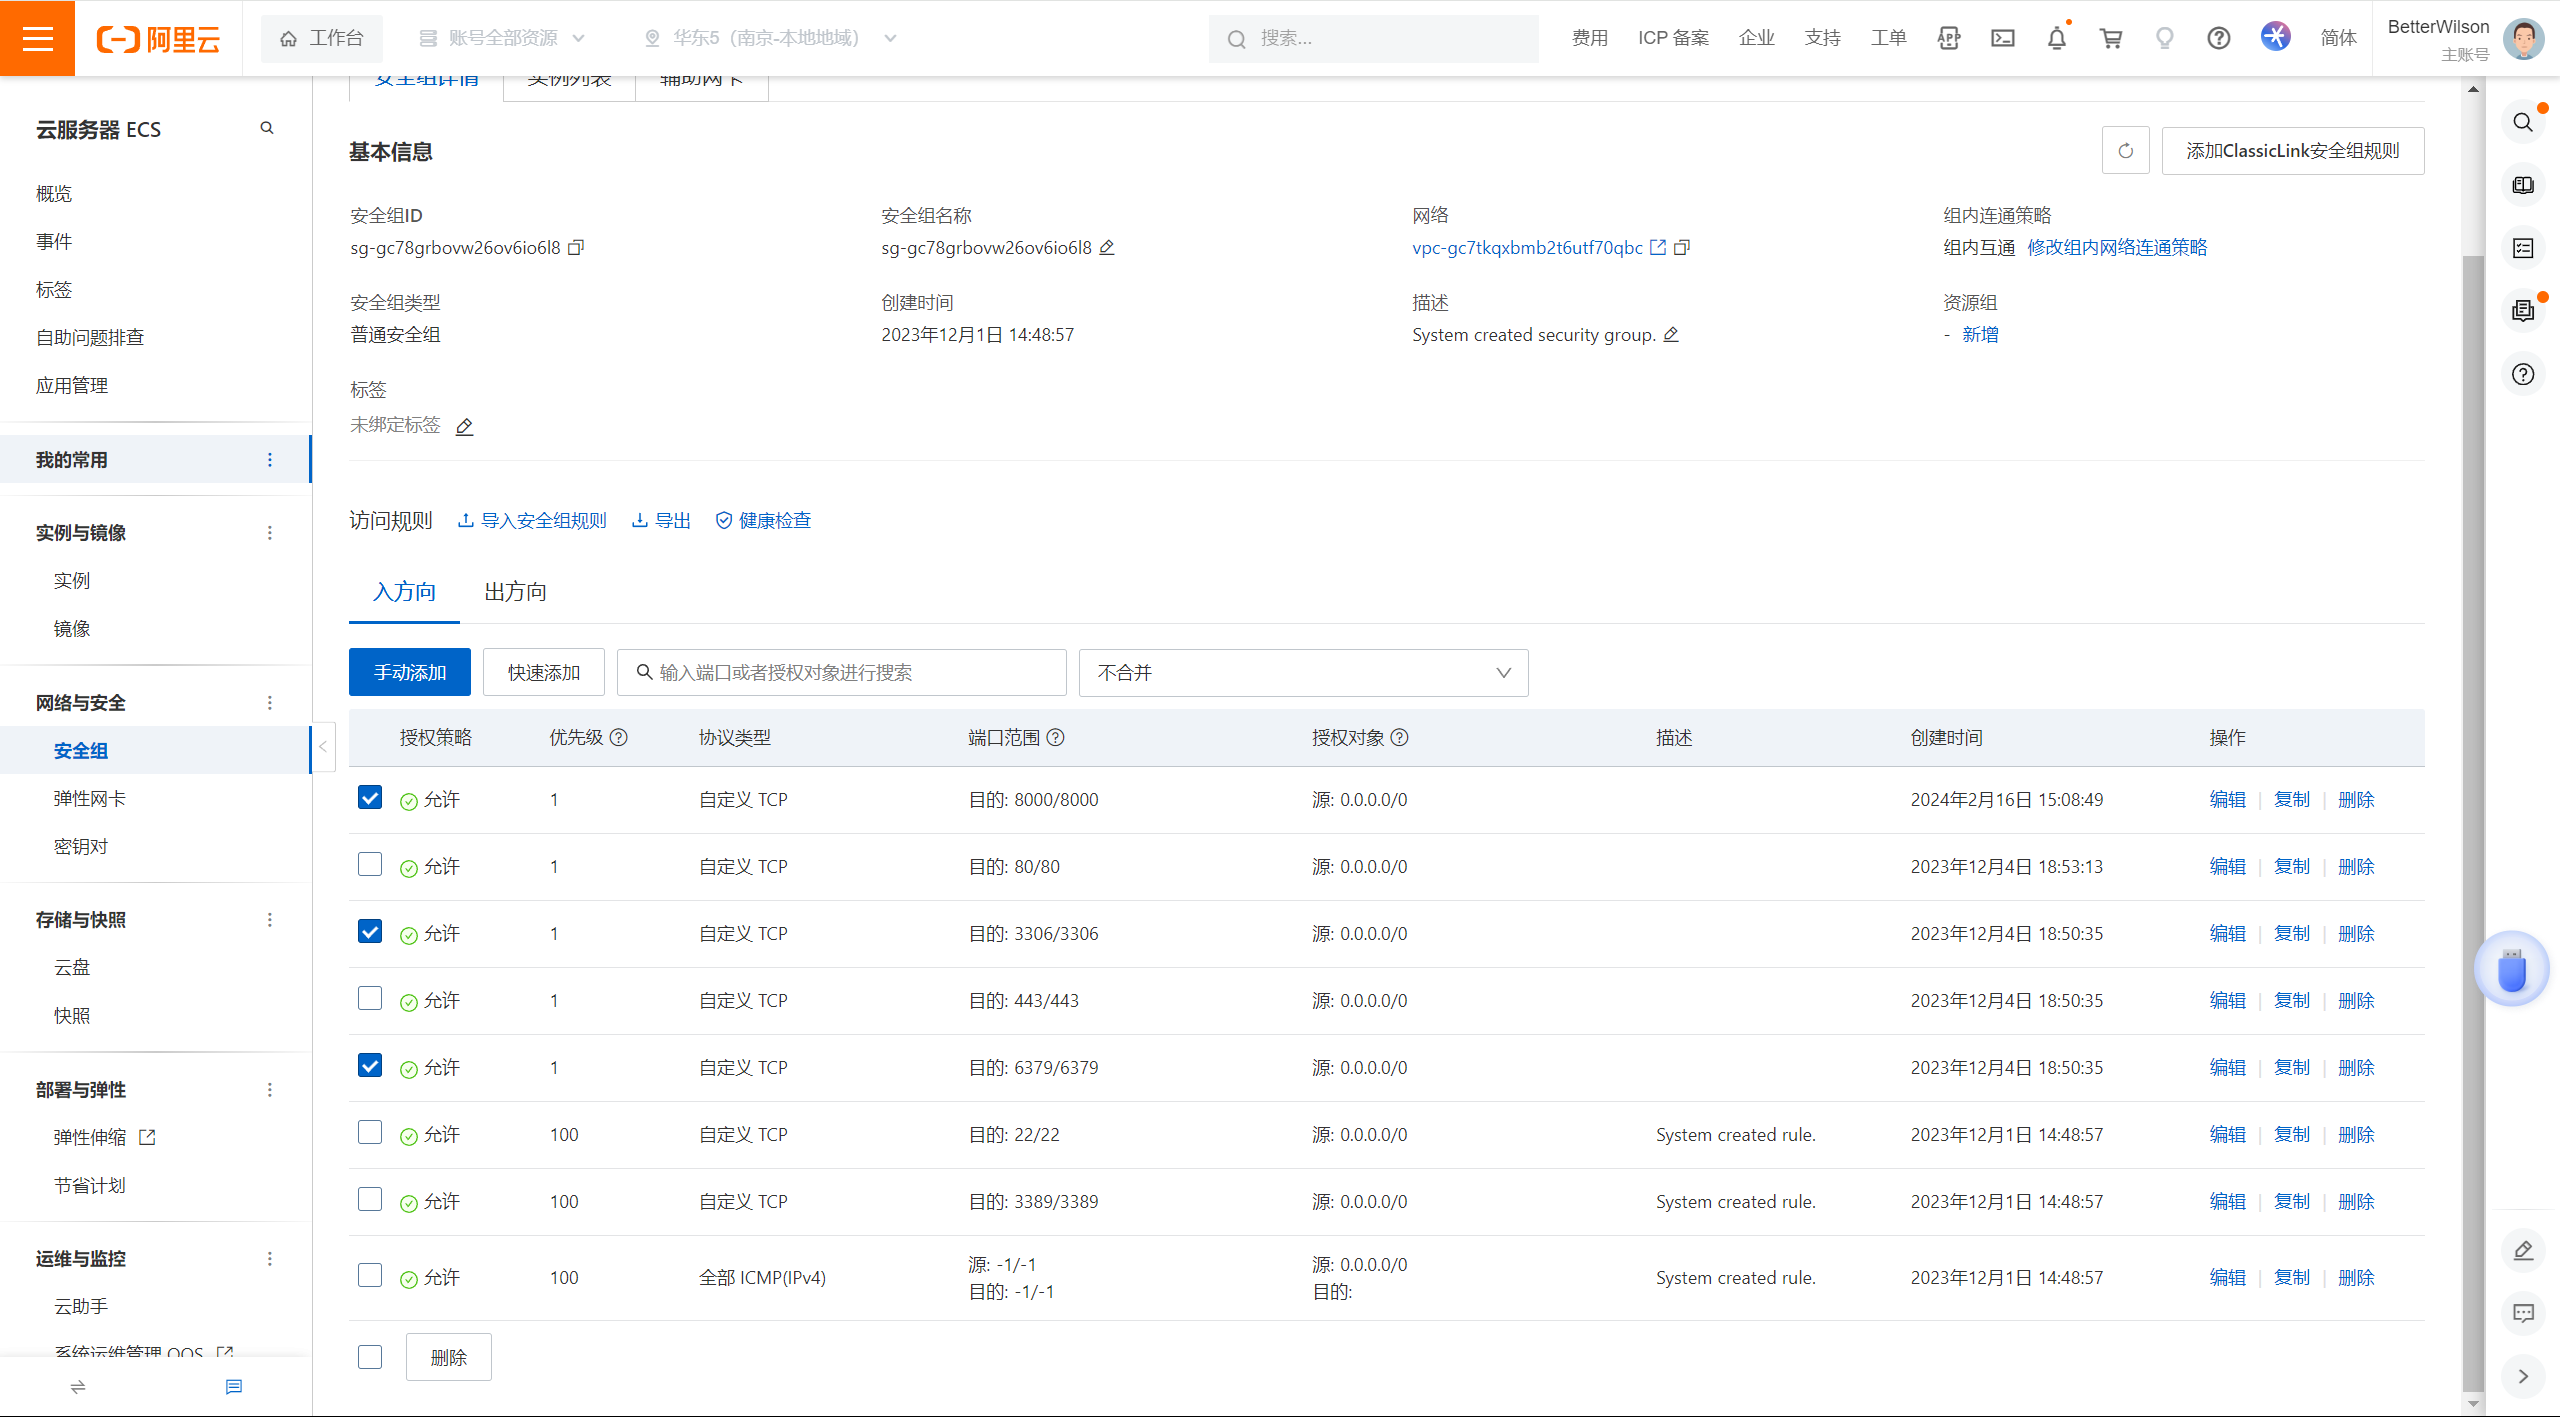 阿里云
工作台
账号全部资源
华东5（南京-本地地域）
搜索...
费用
ICP 备案
企业
支持
工单
简体
BetterWilson
主账号
云服务器 ECS
概览
事件
标签
自助问题排查
应用管理
我的常用
实例与镜像
实例
镜像
网络与安全
安全组
弹性网卡
密钥对
存储与快照
云盘
快照
部署与弹性
弹性伸缩
节省计划
运维与监控
云助手
系统运维管理 OOS
安全组详情
实例列表
辅助网卡
基本信息
添加ClassicLink安全组规则
安全组ID
sg-gc78grbovw26ov6io6l8
安全组名称
sg-gc78grbovw26ov6io6l8
网络
vpc-gc7tkqxbmb2t6utf70qbc
组内连通策略
组内互通 修改组内网络连通策略
安全组类型
普通安全组
创建时间
2023年12月1日 14:48:57
描述
System created security group.
资源组
- 新增
标签
未绑定标签
访问规则 导入安全组规则 导出 健康检查
入方向 出方向
手动添加 快速添加 输入端口或者授权对象进行搜索 不合并
授权策略 优先级 协议类型 端口范围 授权对象 描述 创建时间 操作
允许 1 自定义 TCP 目的: 8000/8000 源: 0.0.0.0/0 2024年2月16日 15:08:49 编辑 复制 删除
允许 1 自定义 TCP 目的: 80/80 源: 0.0.0.0/0 2023年12月4日 18:53:13 编辑 复制 删除
允许 1 自定义 TCP 目的: 3306/3306 源: 0.0.0.0/0 2023年12月4日 18:50:35 编辑 复制 删除
允许 1 自定义 TCP 目的: 443/443 源: 0.0.0.0/0 2023年12月4日 18:50:35 编辑 复制 删除
允许 1 自定义 TCP 目的: 6379/6379 源: 0.0.0.0/0 2023年12月4日 18:50:35 编辑 复制 删除
允许 100 自定义 TCP 目的: 22/22 源: 0.0.0.0/0 System created rule. 2023年12月1日 14:48:57 编辑 复制 删除
允许 100 自定义 TCP 目的: 3389/3389 源: 0.0.0.0/0 System created rule. 2023年12月1日 14:48:57 编辑 复制 删除
源: -1/-1 源: 0.0.0.0/0
允许 100 全部 ICMP(IPv4) System created rule. 2023年12月1日 14:48:57 编辑 复制 删除
目的: -1/-1 目的:
删除